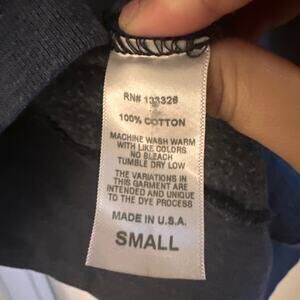 RN# 133326
100% COTTON
MACHINE WASH WARM
WITH LIKE COLORS
NO BLEACH
TUMBLE DRY LOW
THE VARIATIONS IN
THIS GARMENT ARE
INTENDED AND UNIQUE
TO THE DYE PROCESS
MADE IN U.S.A.
SMALL